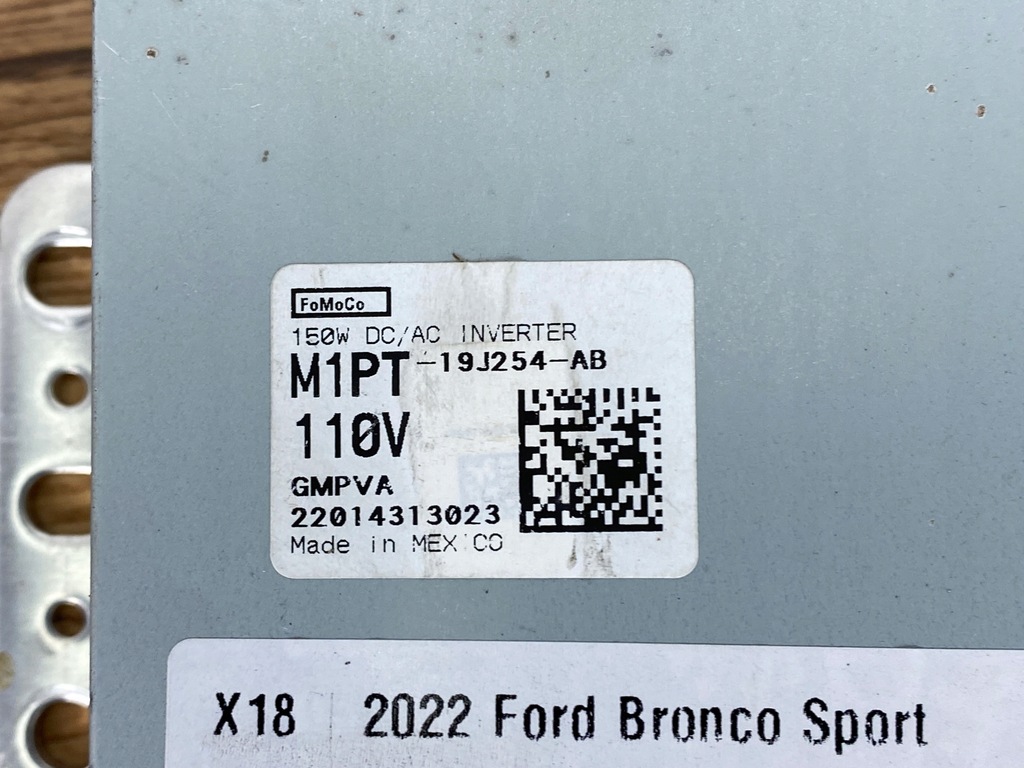 FoMoCo
150W DC/AC INVERTER
M1PT-19J254-AB
110V
GMPVA
22014313023
Made in MEXICO
X18 2022 Ford Bronco Sport